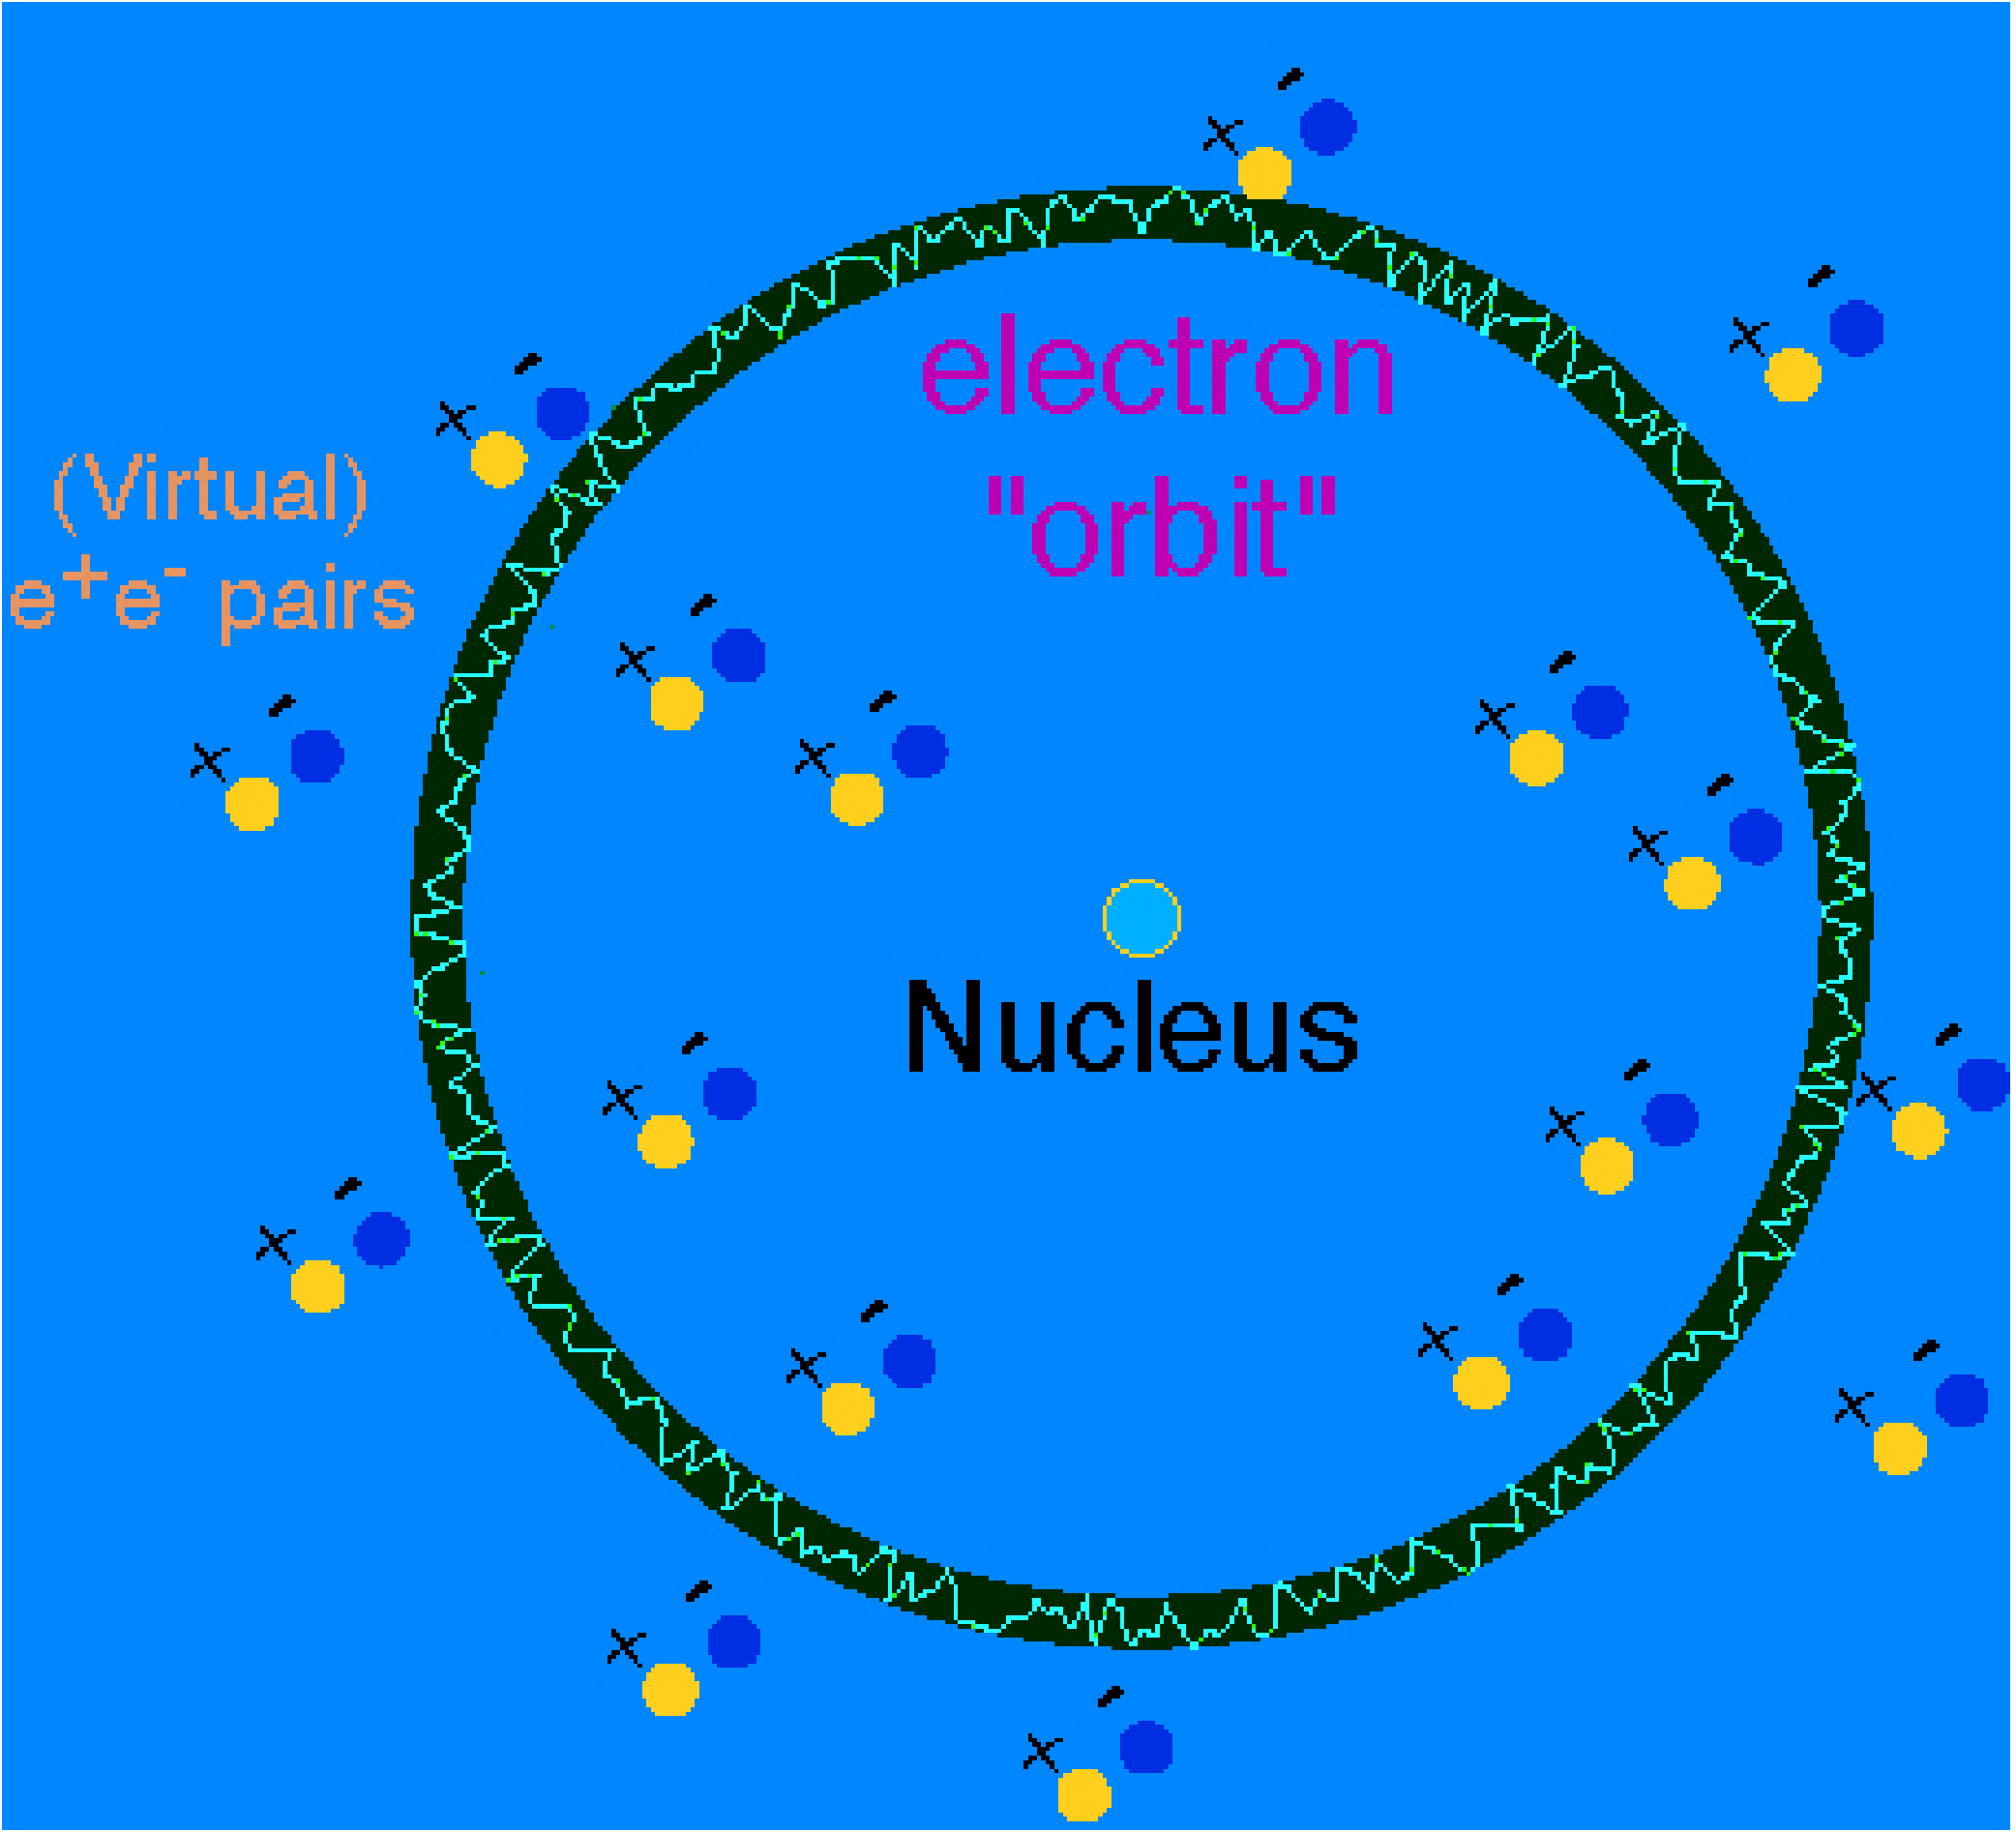 electron
"orbit"
(Virtual)
e⁺e⁻ pairs
Nucleus